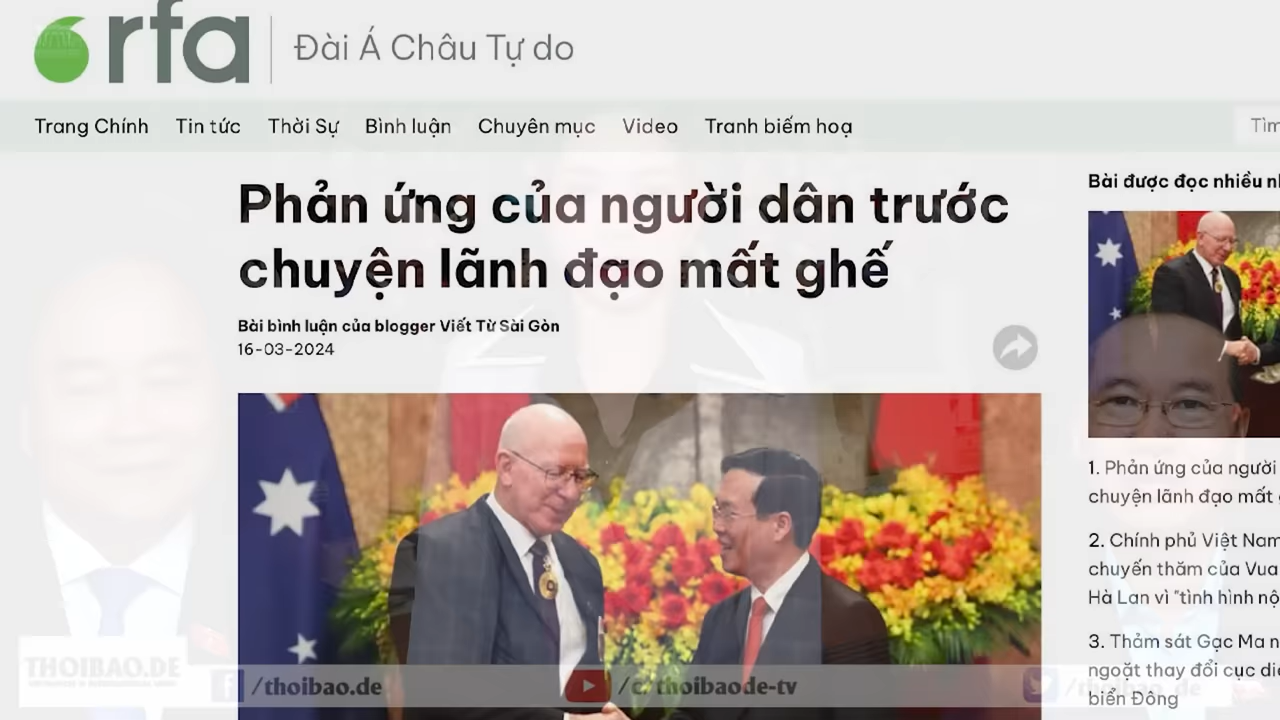 rfa Đài Á Châu Tự do
Trang Chính Tin tức Thời Sự Bình luận Chuyên mục Video Tranh biếm hoạ Tìm
Phản ứng của người dân trước
chuyện lãnh đạo mất ghế
Bài bình luận của blogger Viết Từ Sài Gòn
16-03-2024
Bài được đọc nhiều
1. Phản ứng của người
chuyện lãnh đạo mất
2. Chính phủ Việt Nam
chuyến thăm của Vua
Hà Lan vì "tình hình
3. Thảm sát Gạc Ma
ngoặt thay đổi cục
biển Đông
THOIBAO.DE
/thoibao.de
/c/thoibaode-tv